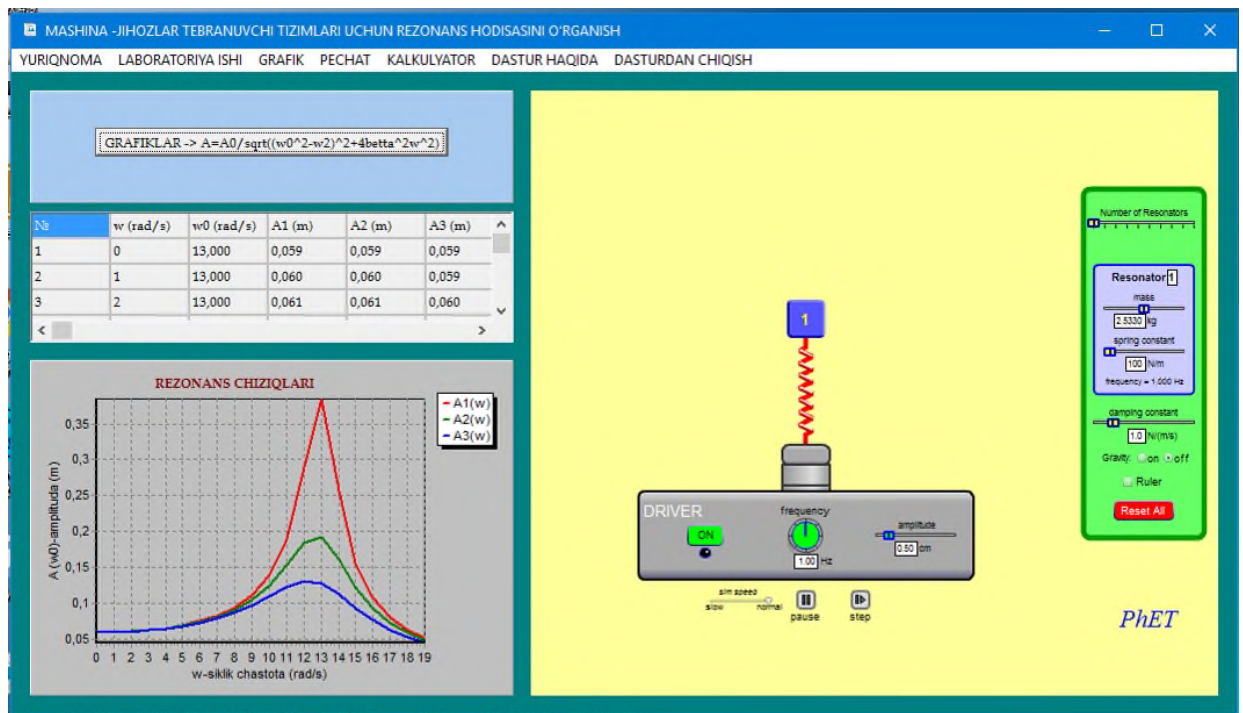 MASHINA -JIHOZLAR TEBRANUVCHI TIZIMLARI UCHUN REZONANS HODISASINI O'RGANISH
YURIQNOMA LABORATORIYA ISHI GRAFIK PECHAT KALKULYATOR DASTUR HAQIDA DASTURDAN CHIQISH
GRAFIKLAR -> A=A0/sqrt((w0^2-w2)^2+4betta^2w^2)
№ w (rad/s) w0 (rad/s) A1 (m) A2 (m) A3 (m)
1 0 13,000 0,059 0,059 0,059
2 1 13,000 0,060 0,060 0,059
3 2 13,000 0,061 0,061 0,060
REZONANS CHIZIQLARI
A1(w)
A2(w)
A3(w)
A (w0)-amplituda (m)
0,35
0,3
0,25
0,2
0,15
0,1
0,05
0 1 2 3 4 5 6 7 8 9 10 11 12 13 14 15 16 17 18 19
w-siklik chastota (rad/s)
1
DRIVER
ON
frequency
1.00 Hz
amplitude
0.50 cm
sim speed
slow normal
pause
step
Number of Resonators
Resonator 1
mass
2.5330 kg
spring constant
100 N/m
frequency = 1.000 Hz
damping constant
1.0 N/(m/s)
Gravity: on off
Ruler
Reset All
PhET